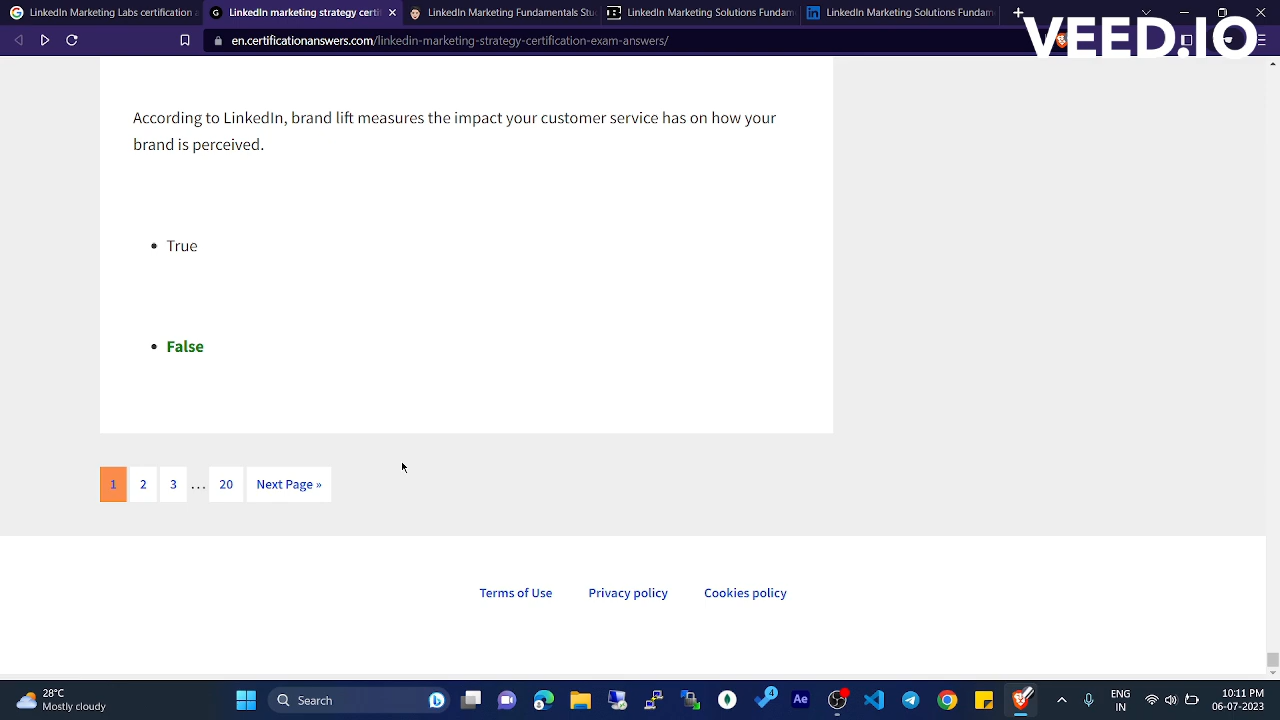 LinkedIn Marketing Labs certification
LinkedIn marketing strategy certi
LinkedIn Marketing Fundamentals Stu
LinkedIn Marketing Solutions Fundam
LinkedIn Marketing Solutions Fundam
en.certificationanswers.com/linkedin-marketing-strategy-certification-exam-answers/
VEED.IO
According to LinkedIn, brand lift measures the impact your customer service has on how your
brand is perceived.
• True
• False
1 2 3 ... 20 Next Page »
Terms of Use Privacy policy Cookies policy
28°C
Mostly cloudy
Search
4
Ae
ENG
IN
10:11 PM
06-07-2023